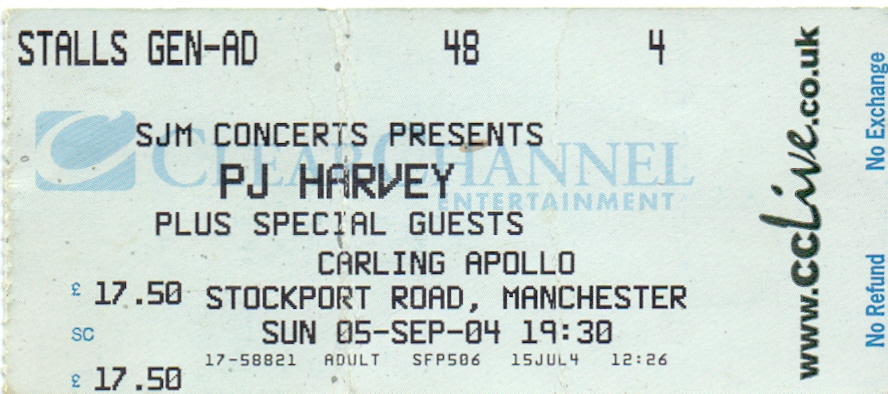 STALLS GEN-AD 48 4
SJM CONCERTS PRESENTS
CLEARCHANNEL
PJ HARVEY
ENTERTAINMENT
PLUS SPECIAL GUESTS
CARLING APOLLO
£ 17.50 STOCKPORT ROAD, MANCHESTER
SC SUN 05-SEP-04 19:30
17-58821 ADULT SFP506 15JUL4 12:26
£ 17.50
www.ccLive.co.uk
No Refund No Exchange